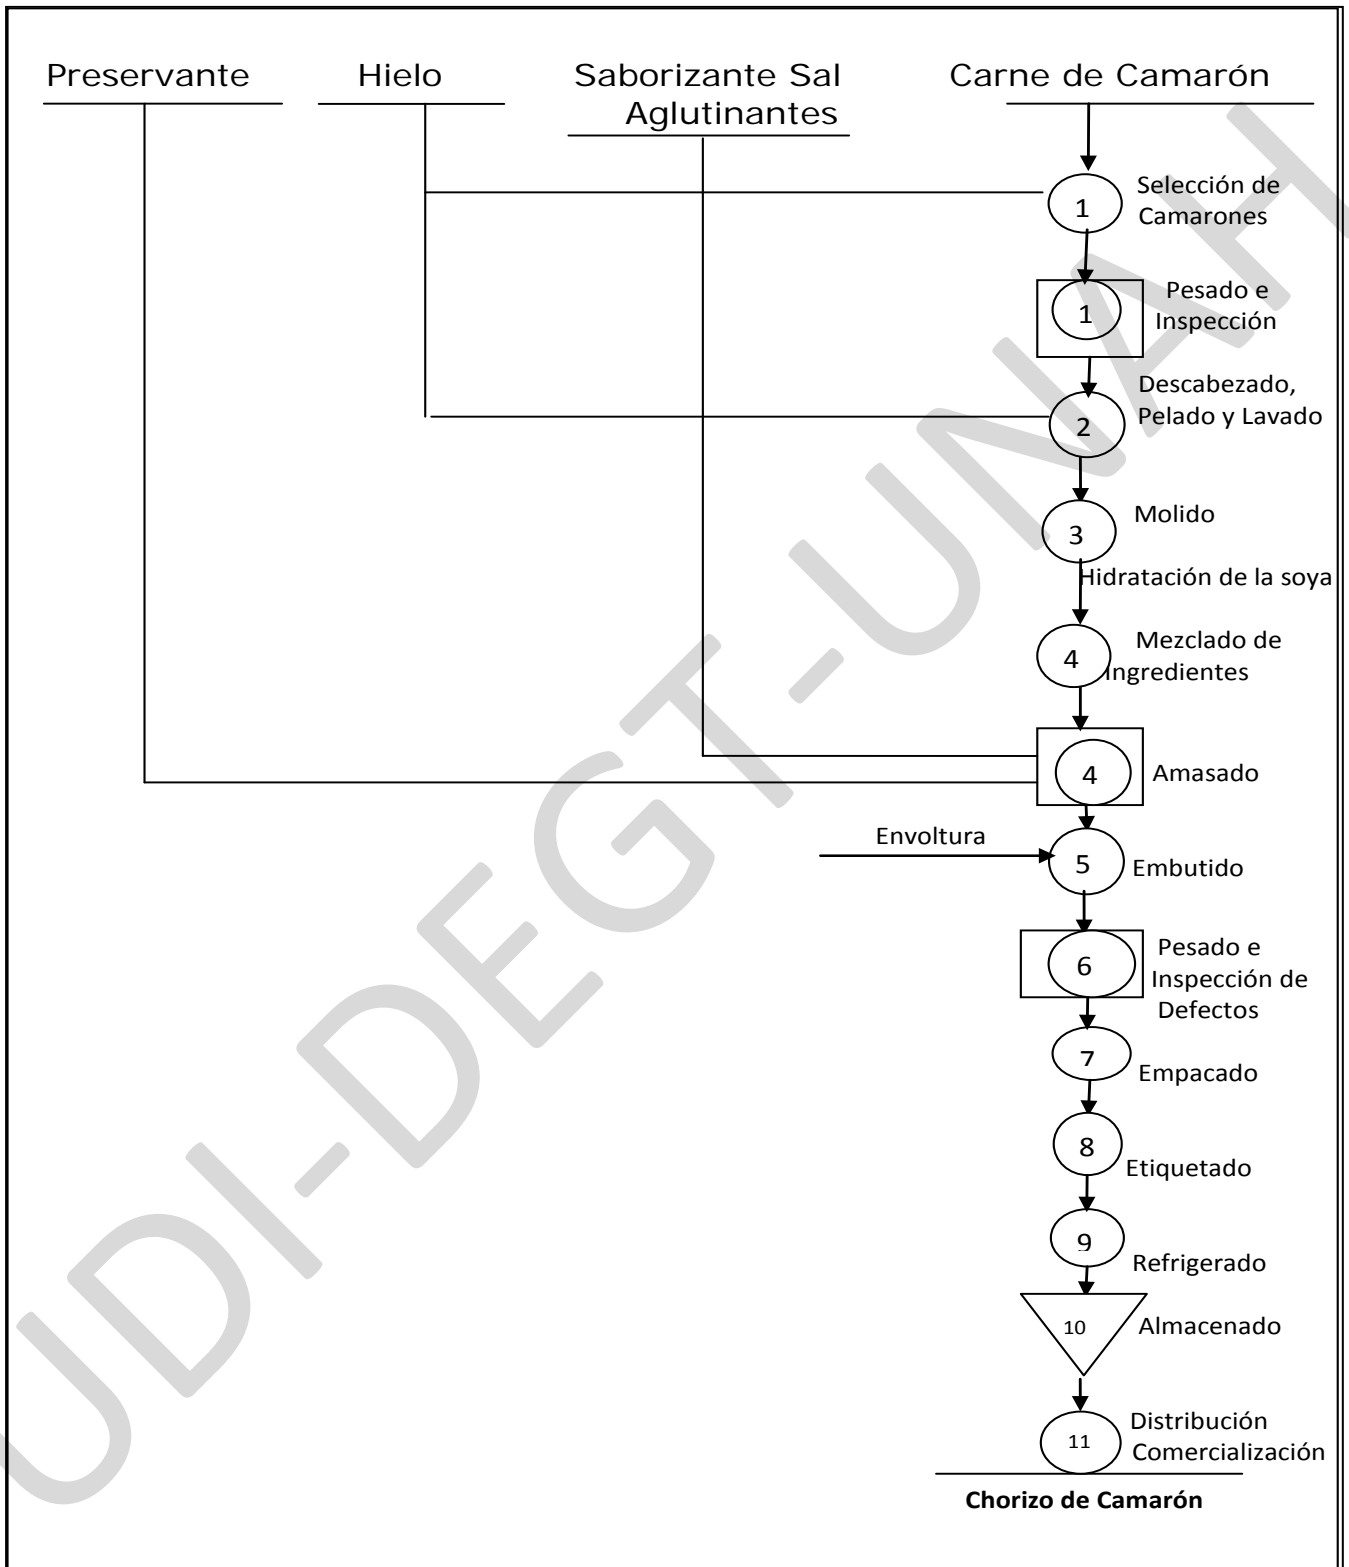 Preservante
Hielo
Saborizante Sal
Aglutinantes
Carne de Camarón
1
Selección de
Camarones
1
Pesado e
Inspección
2
Descabezado,
Pelado y Lavado
3
Molido
Hidratación de la soya
4
Mezclado de
Ingredientes
4
Amasado
Envoltura
5
Embutido
6
Pesado e
Inspección de
Defectos
7
Empacado
8
Etiquetado
9
Refrigerado
10
Almacenado
11
Distribución
Comercialización
Chorizo de Camarón
UDI-DEGT-UNAH